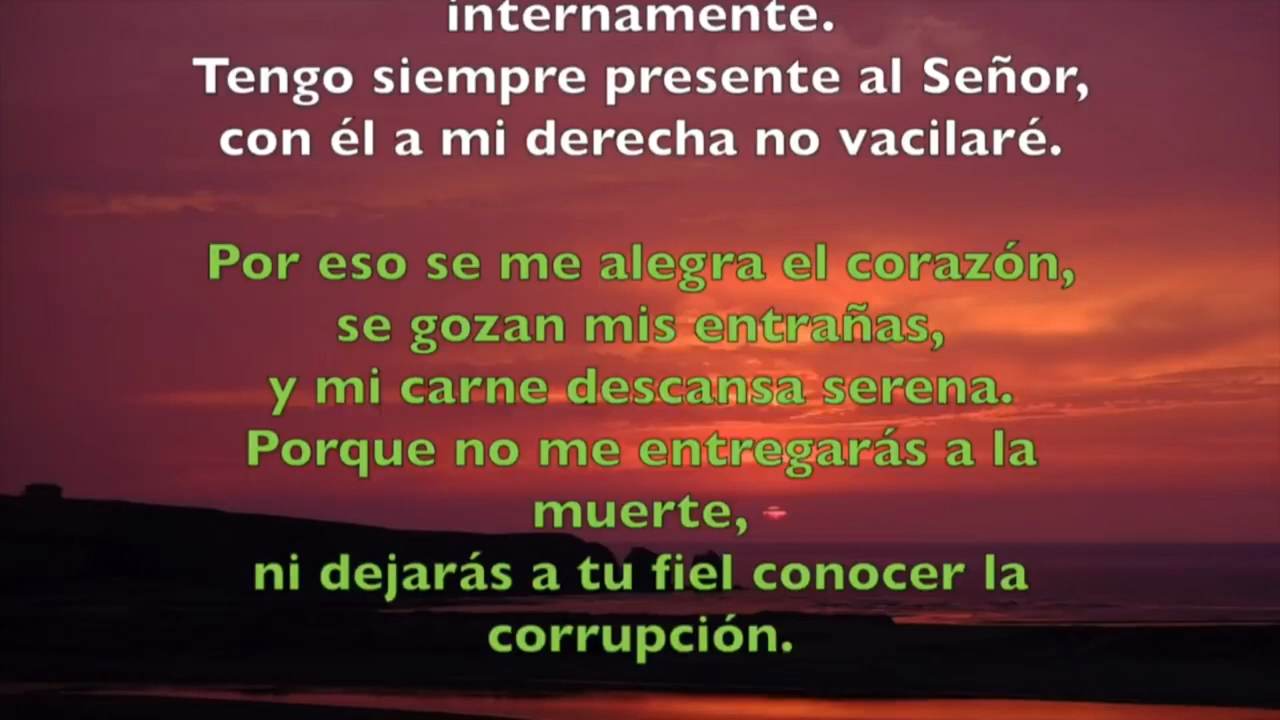 internamente.
Tengo siempre presente al Señor,
con él a mi derecha no vacilaré.
Por eso se me alegra el corazón,
se gozan mis entrañas,
y mi carne descansa serena.
Porque no me entregarás a la
muerte,
ni dejarás a tu fiel conocer la
corrupción.